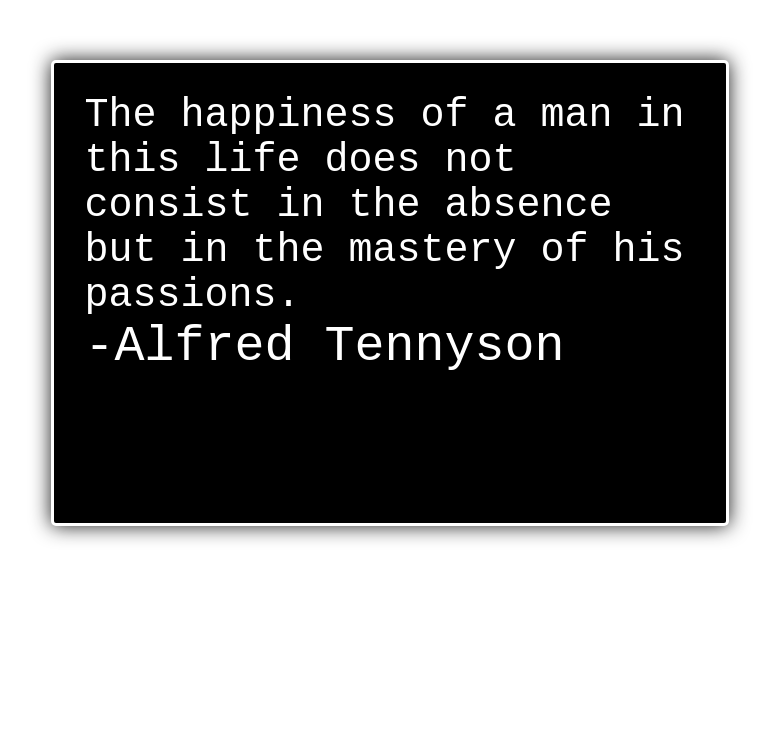 The happiness of a man in
this life does not
consist in the absence
but in the mastery of his
passions.
-Alfred Tennyson